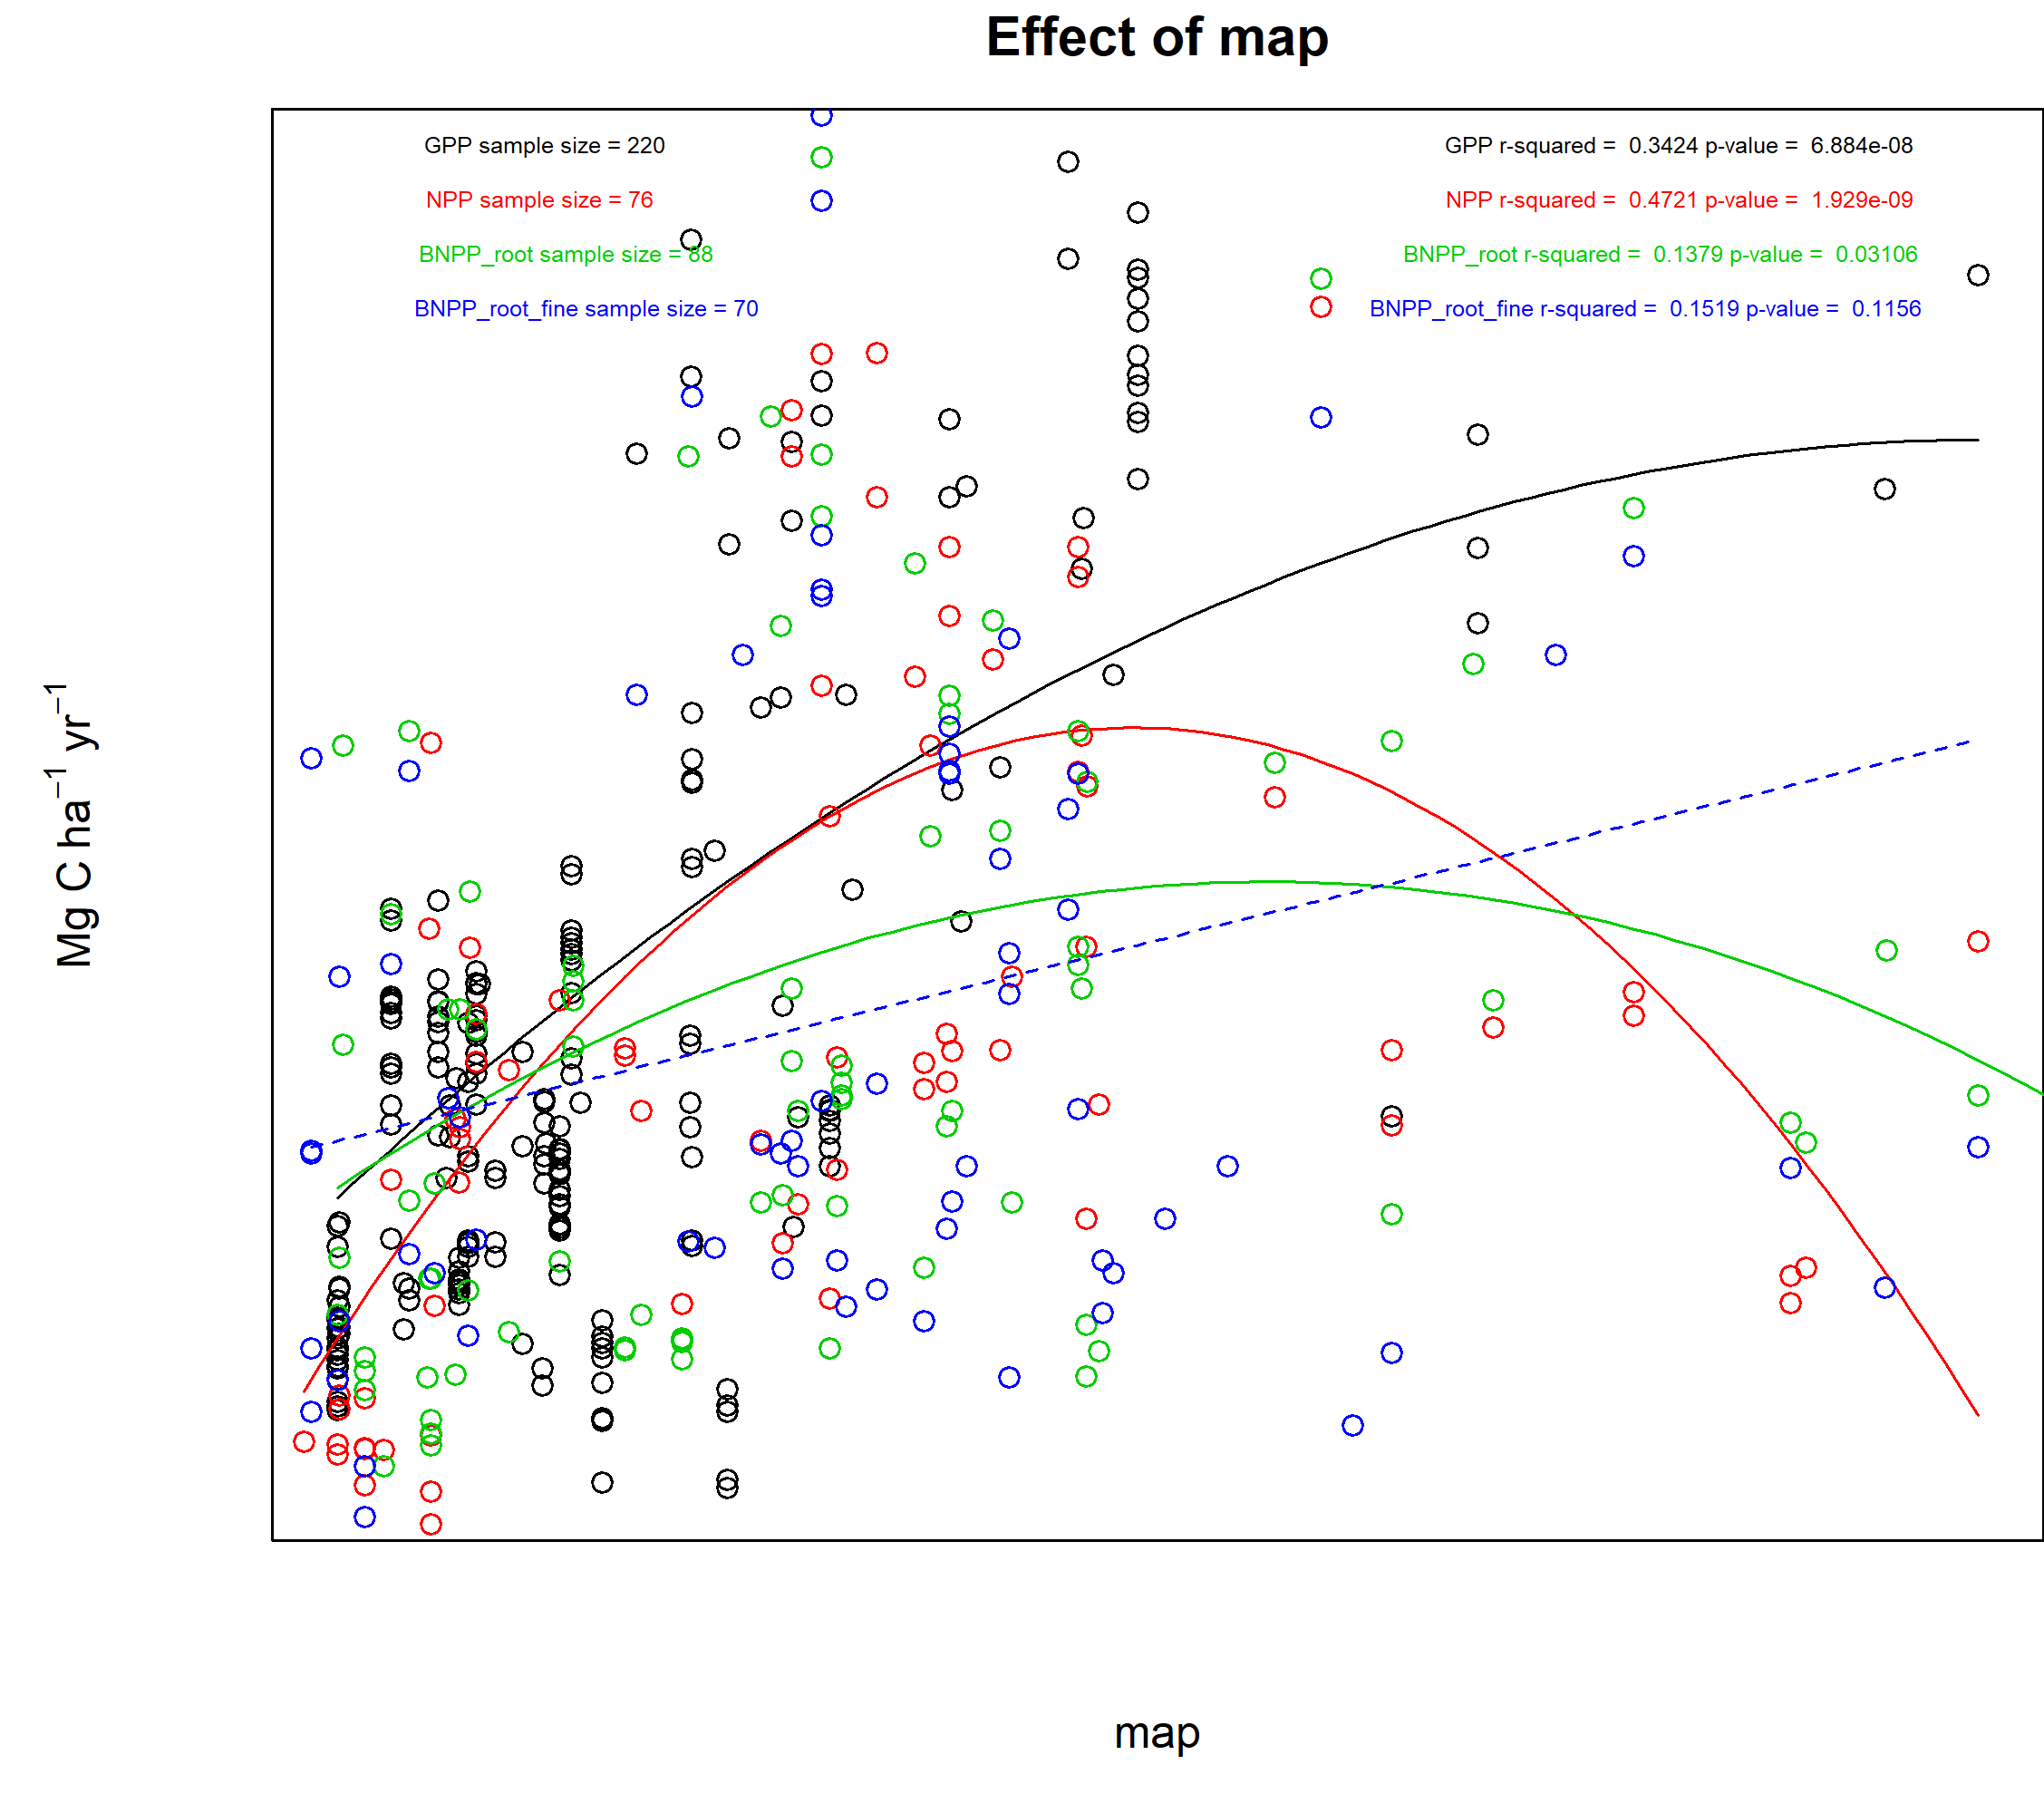 Effect of map
GPP sample size = 220
NPP sample size = 76
BNPP_root sample size = 88
BNPP_root_fine sample size = 70
GPP r-squared = 0.3424 p-value = 6.884e-08
NPP r-squared = 0.4721 p-value = 1.929e-09
BNPP_root r-squared = 0.1379 p-value = 0.03106
BNPP_root_fine r-squared = 0.1519 p-value = 0.1156
Mg C ha⁻¹ yr⁻¹
map